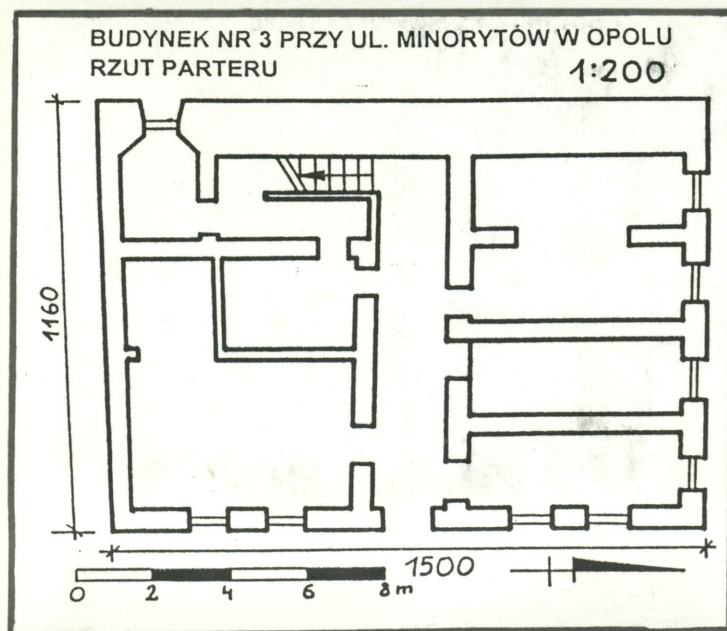 BUDYNEK NR 3 PRZY UL. MINORYTÓW W OPOLU
RZUT PARTERU 1:200
1160
1500
0 2 4 6 8 m